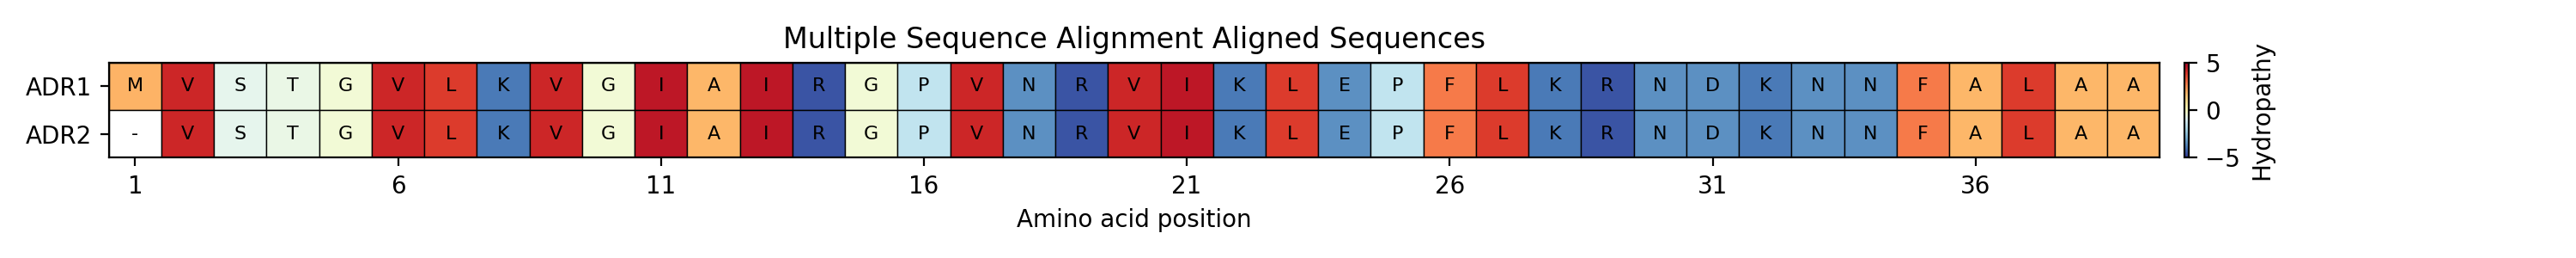 Multiple Sequence Alignment Aligned Sequences
ADR1 M V S T G V L K V G I A I R G P V N R V I K L E P F L K R N D K N N F A L A A
ADR2 - V S T G V L K V G I A I R G P V N R V I K L E P F L K R N D K N N F A L A A
1 6 11 16 21 26 31 36
Amino acid position
5
0
−5
Hydropathy